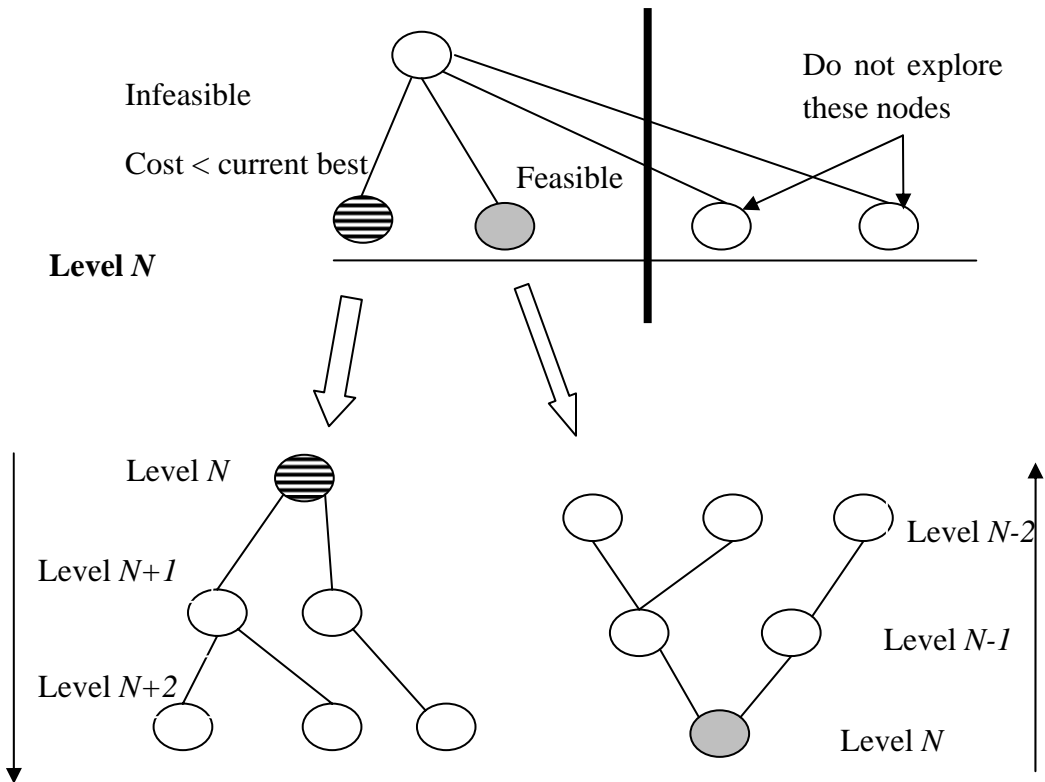 Infeasible
Cost < current best
Feasible
Do not explore
these nodes
Level N
Level N
Level N+1
Level N+2
Level N-2
Level N-1
Level N